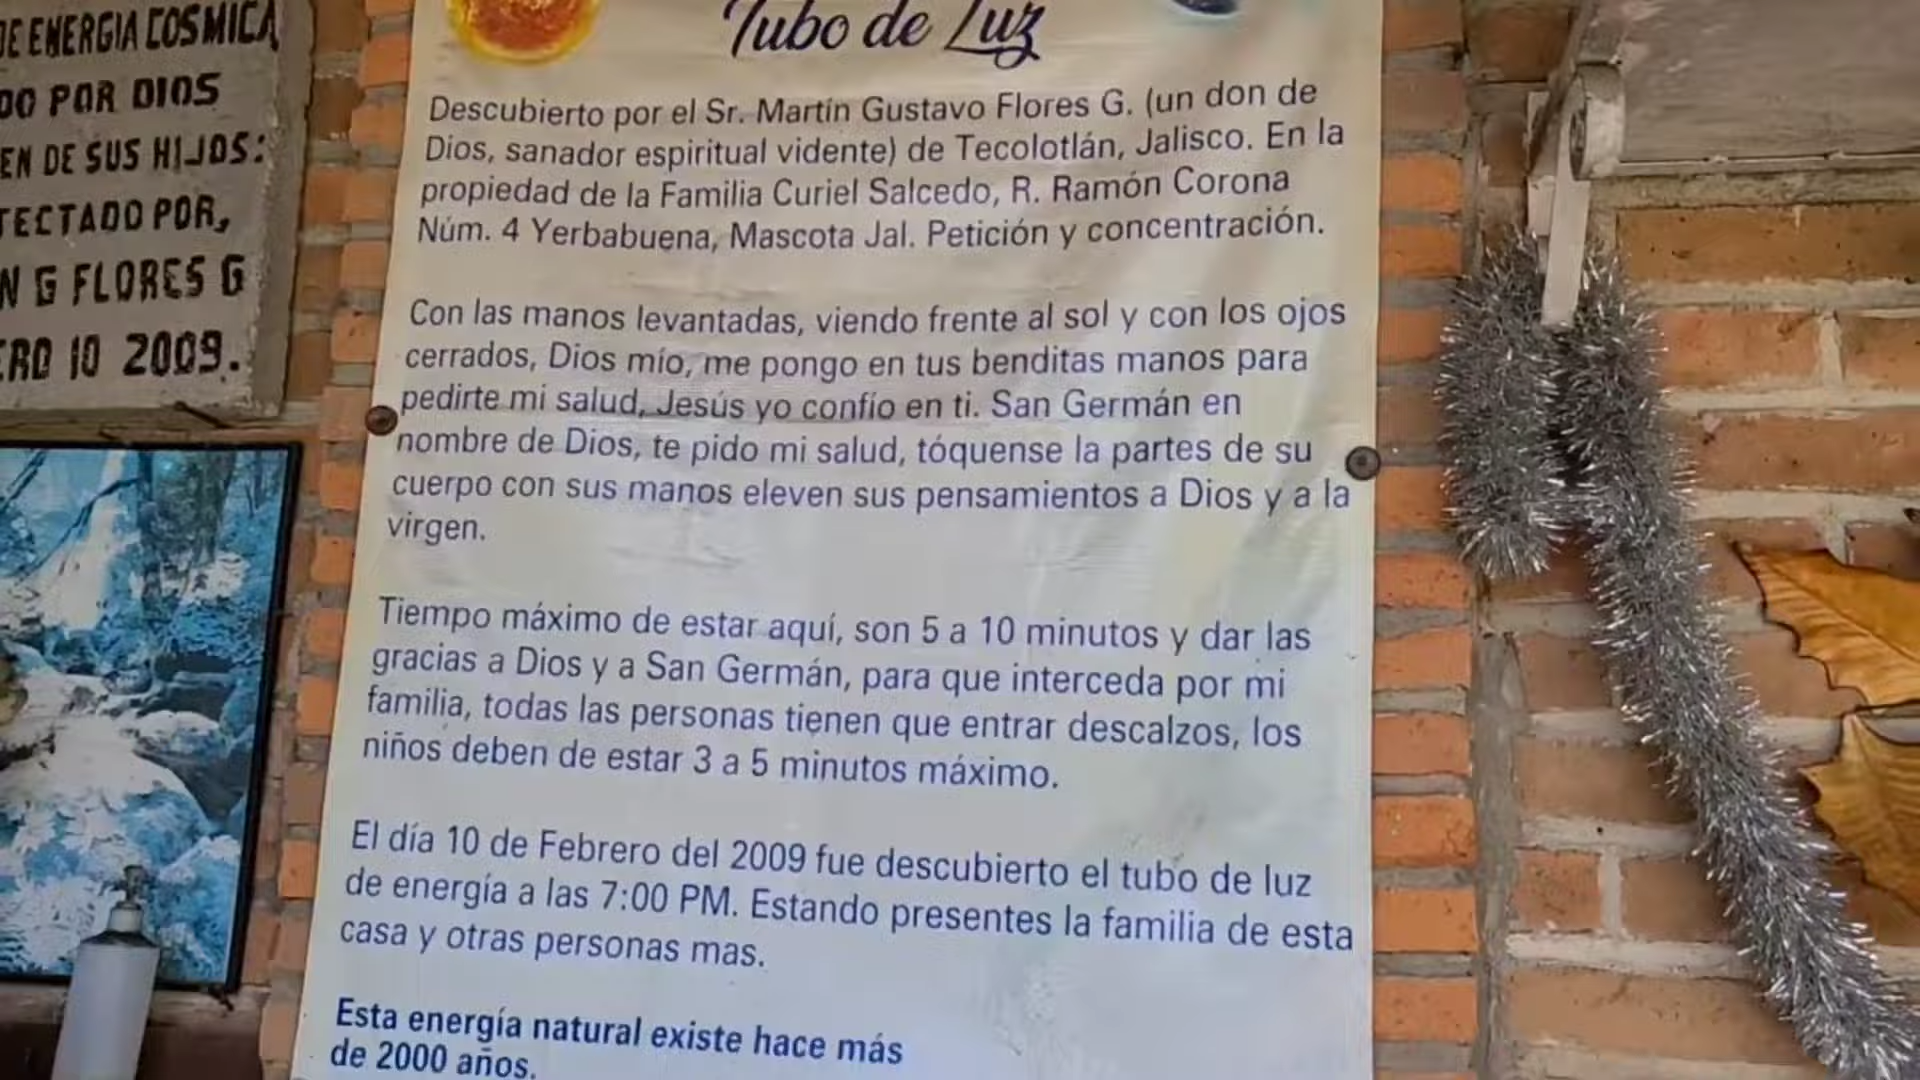 DE ENERGIA COSMICA
DO POR DIOS
EN DE SUS HIJOS:
TECTADO POR,
N G FLORES G
ERO 10 2009.
Tubo de Luz
Descubierto por el Sr. Martín Gustavo Flores G. (un don de
Dios, sanador espiritual vidente) de Tecolotlán, Jalisco. En la
propiedad de la Familia Curiel Salcedo, R. Ramón Corona
Núm. 4 Yerbabuena, Mascota Jal. Petición y concentración.
Con las manos levantadas, viendo frente al sol y con los ojos
cerrados, Dios mío, me pongo en tus benditas manos para
pedirte mi salud, Jesús yo confío en ti. San Germán en
nombre de Dios, te pido mi salud, tóquense la partes de su
cuerpo con sus manos eleven sus pensamientos a Dios y a la
virgen.
Tiempo máximo de estar aquí, son 5 a 10 minutos y dar las
gracias a Dios y a San Germán, para que interceda por mi
familia, todas las personas tienen que entrar descalzos, los
niños deben de estar 3 a 5 minutos máximo.
El día 10 de Febrero del 2009 fue descubierto el tubo de luz
de energía a las 7:00 PM. Estando presentes la familia de esta
casa y otras personas mas.
Esta energía natural existe hace más
de 2000 años.